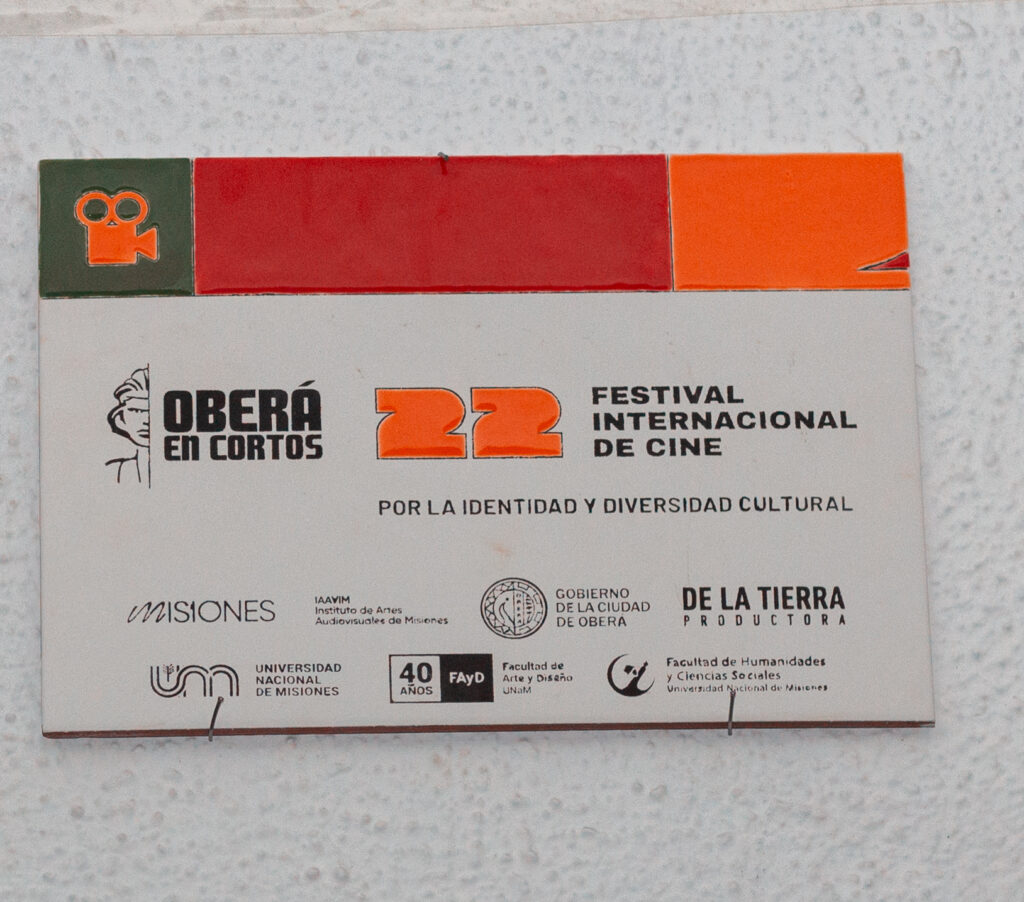 OBERÁ
EN CORTOS
22
FESTIVAL
INTERNACIONAL
DE CINE
POR LA IDENTIDAD Y DIVERSIDAD CULTURAL
MISIONES
IAAVIM
Instituto de Artes
Audiovisuales de Misiones
GOBIERNO
DE LA CIUDAD
DE OBERÁ
DE LA TIERRA
PRODUCTORA
UNM
UNIVERSIDAD
NACIONAL
DE MISIONES
40
AÑOS
FAyD
Facultad de
Arte y Diseño
UNaM
Facultad de Humanidades
y Ciencias Sociales
Universidad Nacional de Misiones